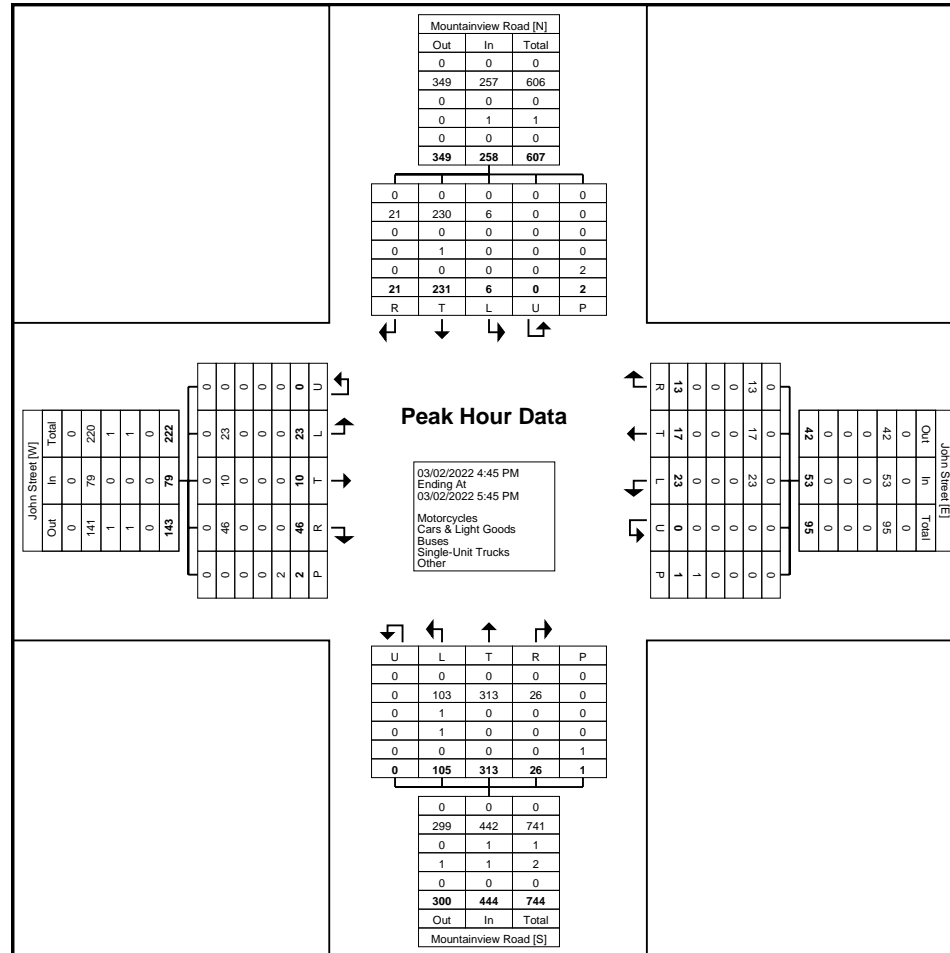 Mountainview Road [N]
Out In Total
0 0 0
349 257 606
0 0 0
0 1 1
0 0 0
349 258 607
0 0 0 0 0
21 230 6 0 0
0 0 0 0 0
0 1 0 0 0
0 0 0 0 2
21 231 6 0 2
R T L U P
John Street [W]
Total In Out
0 0 0
220 79 141
1 0 1
1 0 1
0 0 0
222 79 143
0 0 0 0 0
0 23 10 46 0
0 0 0 0 0
0 0 0 0 0
0 0 0 0 2
0 23 10 46 2
U L T R P
Peak Hour Data
03/02/2022 4:45 PM
Ending At
03/02/2022 5:45 PM
Motorcycles
Cars & Light Goods
Buses
Single-Unit Trucks
Other
John Street [E]
Out In Total
0 0 0
42 53 95
0 0 0
0 0 0
0 0 0
42 53 95
0 0 0 0 0
13 17 23 0 0
0 0 0 0 0
0 0 0 0 0
0 0 0 0 1
13 17 23 0 1
R T L U P
U L T R P
0 0 0 0 0
0 103 313 26 0
0 1 0 0 0
0 1 0 0 0
0 0 0 0 1
0 105 313 26 1
0 0 0
299 442 741
0 1 1
1 1 2
0 0 0
300 444 744
Out In Total
Mountainview Road [S]